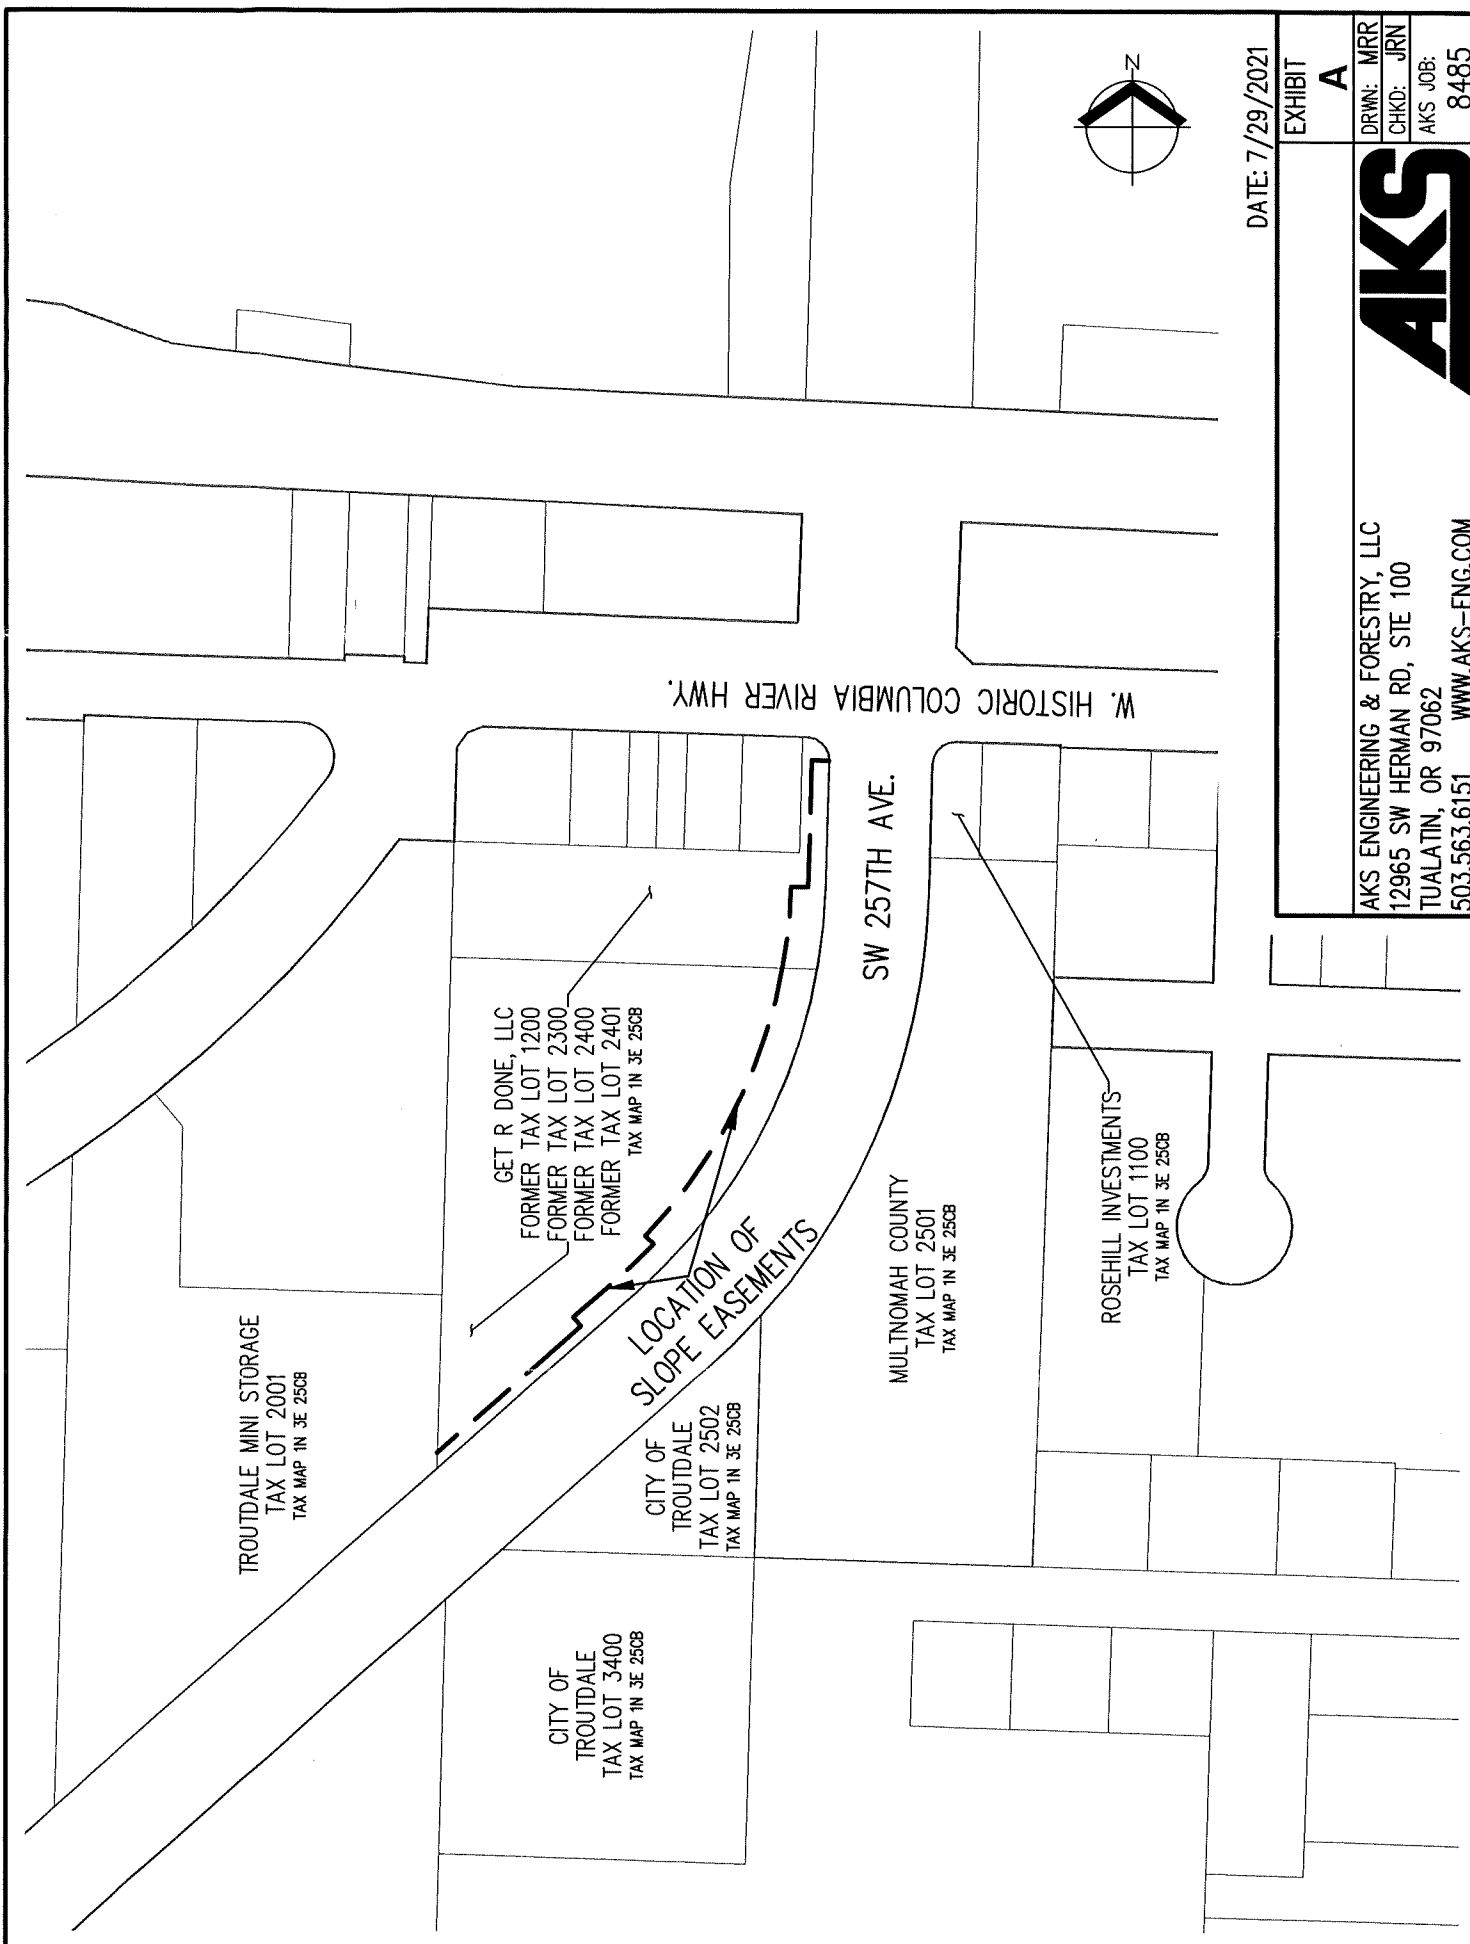 W. HISTORIC COLUMBIA RIVER HWY.
SW 257TH AVE.
GET R DONE, LLC
FORMER TAX LOT 1200
FORMER TAX LOT 2300
FORMER TAX LOT 2400
FORMER TAX LOT 2401
TAX MAP 1N 3E 25CB
TROUTDALE MINI STORAGE
TAX LOT 2001
TAX MAP 1N 3E 25CB
LOCATION OF
SLOPE EASEMENTS
CITY OF
TROUTDALE
TAX LOT 2502
TAX MAP 1N 3E 25CB
CITY OF
TROUTDALE
TAX LOT 3400
TAX MAP 1N 3E 25CB
MULTNOMAH COUNTY
TAX LOT 2501
TAX MAP 1N 3E 25CB
ROSEHILL INVESTMENTS
TAX LOT 1100
TAX MAP 1N 3E 25CB
N
DATE: 7/29/2021
AKS ENGINEERING & FORESTRY, LLC
12965 SW HERMAN RD, STE 100
TUALATIN, OR 97062
503.563.6151 WWW.AKS-ENG.COM
AKS
EXHIBIT
A
DRWN: MRR
CHKD: JRN
AKS JOB:
8485